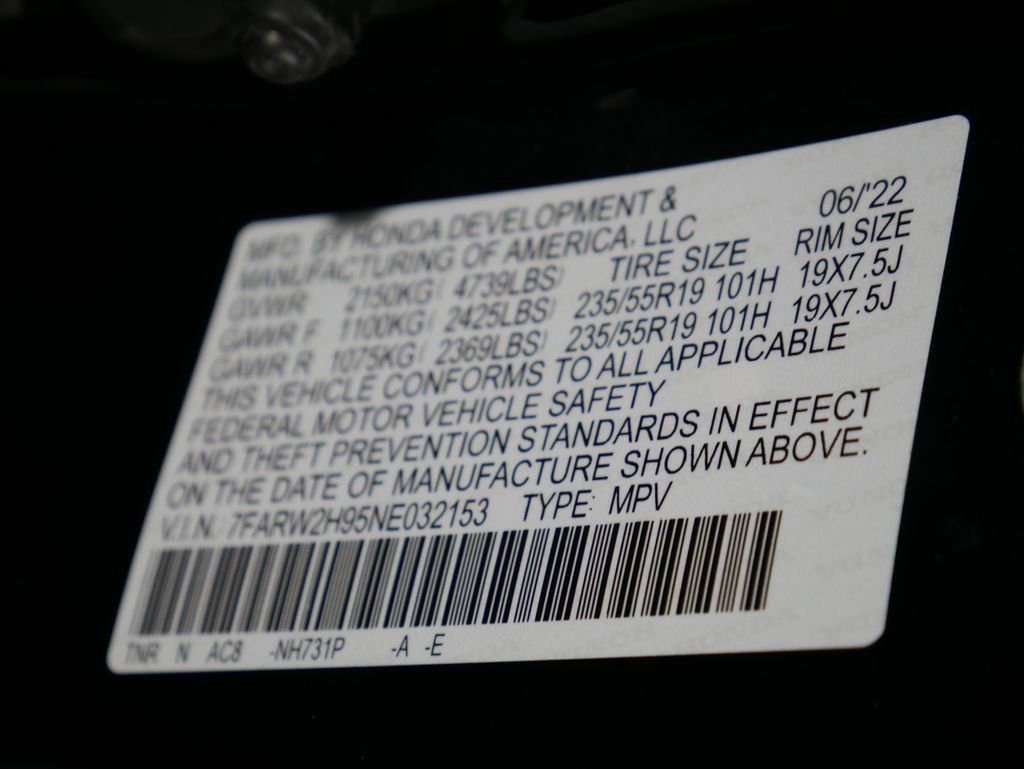 MFD. BY HONDA DEVELOPMENT & 06/'22
MANUFACTURING OF AMERICA, LLC RIM SIZE
GVWR 2150KG( 4739LBS) TIRE SIZE
GAWR F 1100KG( 2425LBS) 235/55R19 101H 19X7.5J
GAWR R 1075KG( 2369LBS) 235/55R19 101H 19X7.5J
THIS VEHICLE CONFORMS TO ALL APPLICABLE
FEDERAL MOTOR VEHICLE SAFETY
AND THEFT PREVENTION STANDARDS IN EFFECT
ON THE DATE OF MANUFACTURE SHOWN ABOVE.
V.I.N.: 7FARW2H95NE032153 TYPE: MPV
TNR N AC8 -NH731P -A -E